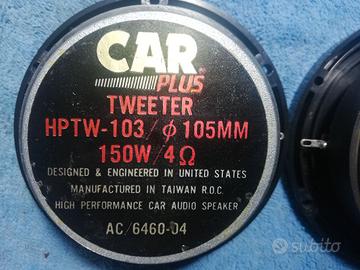 CAR
PLUS®
TWEETER
HPTW-103/φ105MM
150W/4Ω
DESIGNED & ENGINEERED IN UNITED STATES
MANUFACTURED IN TAIWAN R.O.C.
HIGH PERFORMANCE CAR AUDIO SPEAKER
AC/6460-04
subito